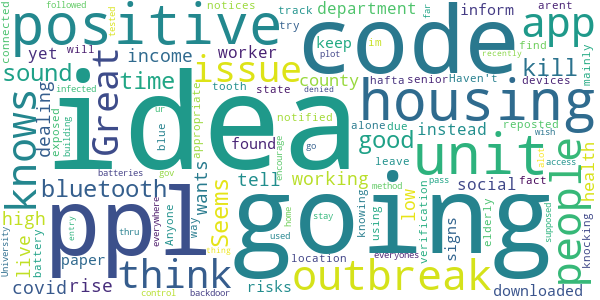 connected followed tested notices track department inform arent
positive code app
yet income worker try keep will im plot far find mainly
sound time issue county hafta senior recently devices kill
Great knows dealing exposed infected building blue ur tooth state denied Haven't
idea housing
found appropriate notified alone due instead reposted knocking
bluetooth wants tell good unit people
live high battery batteries gov everywhere Seems working leave go encourage social wish fact access health
ppl going
University paper entry thru Anyone way home stay used knowing using method low verification pass signs elderly supposed alot
covid rise think risks location everyones outbreak
control backdoor thing downloaded